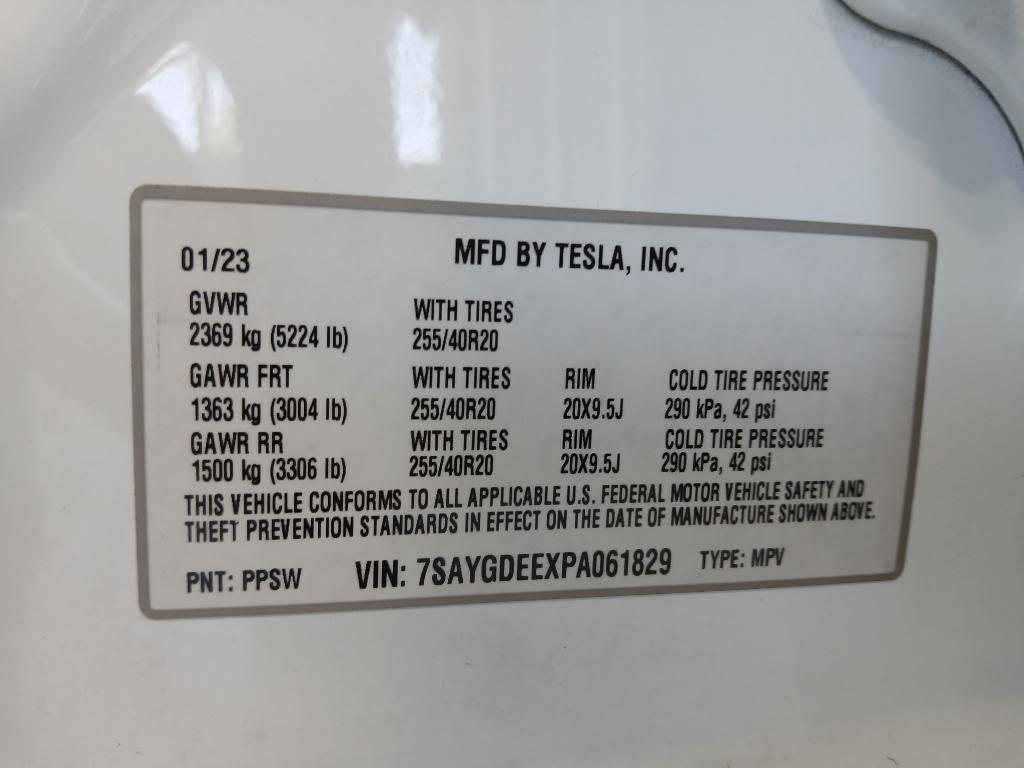 01/23 MFD BY TESLA, INC.
GVWR WITH TIRES
2369 kg (5224 lb) 255/40R20
GAWR FRT WITH TIRES RIM COLD TIRE PRESSURE
1363 kg (3004 lb) 255/40R20 20X9.5J 290 kPa, 42 psi
GAWR RR WITH TIRES RIM COLD TIRE PRESSURE
1500 kg (3306 lb) 255/40R20 20X9.5J 290 kPa, 42 psi
THIS VEHICLE CONFORMS TO ALL APPLICABLE U.S. FEDERAL MOTOR VEHICLE SAFETY AND
THEFT PREVENTION STANDARDS IN EFFECT ON THE DATE OF MANUFACTURE SHOWN ABOVE.
PNT: PPSW VIN: 7SAYGDEEXPA061829 TYPE: MPV